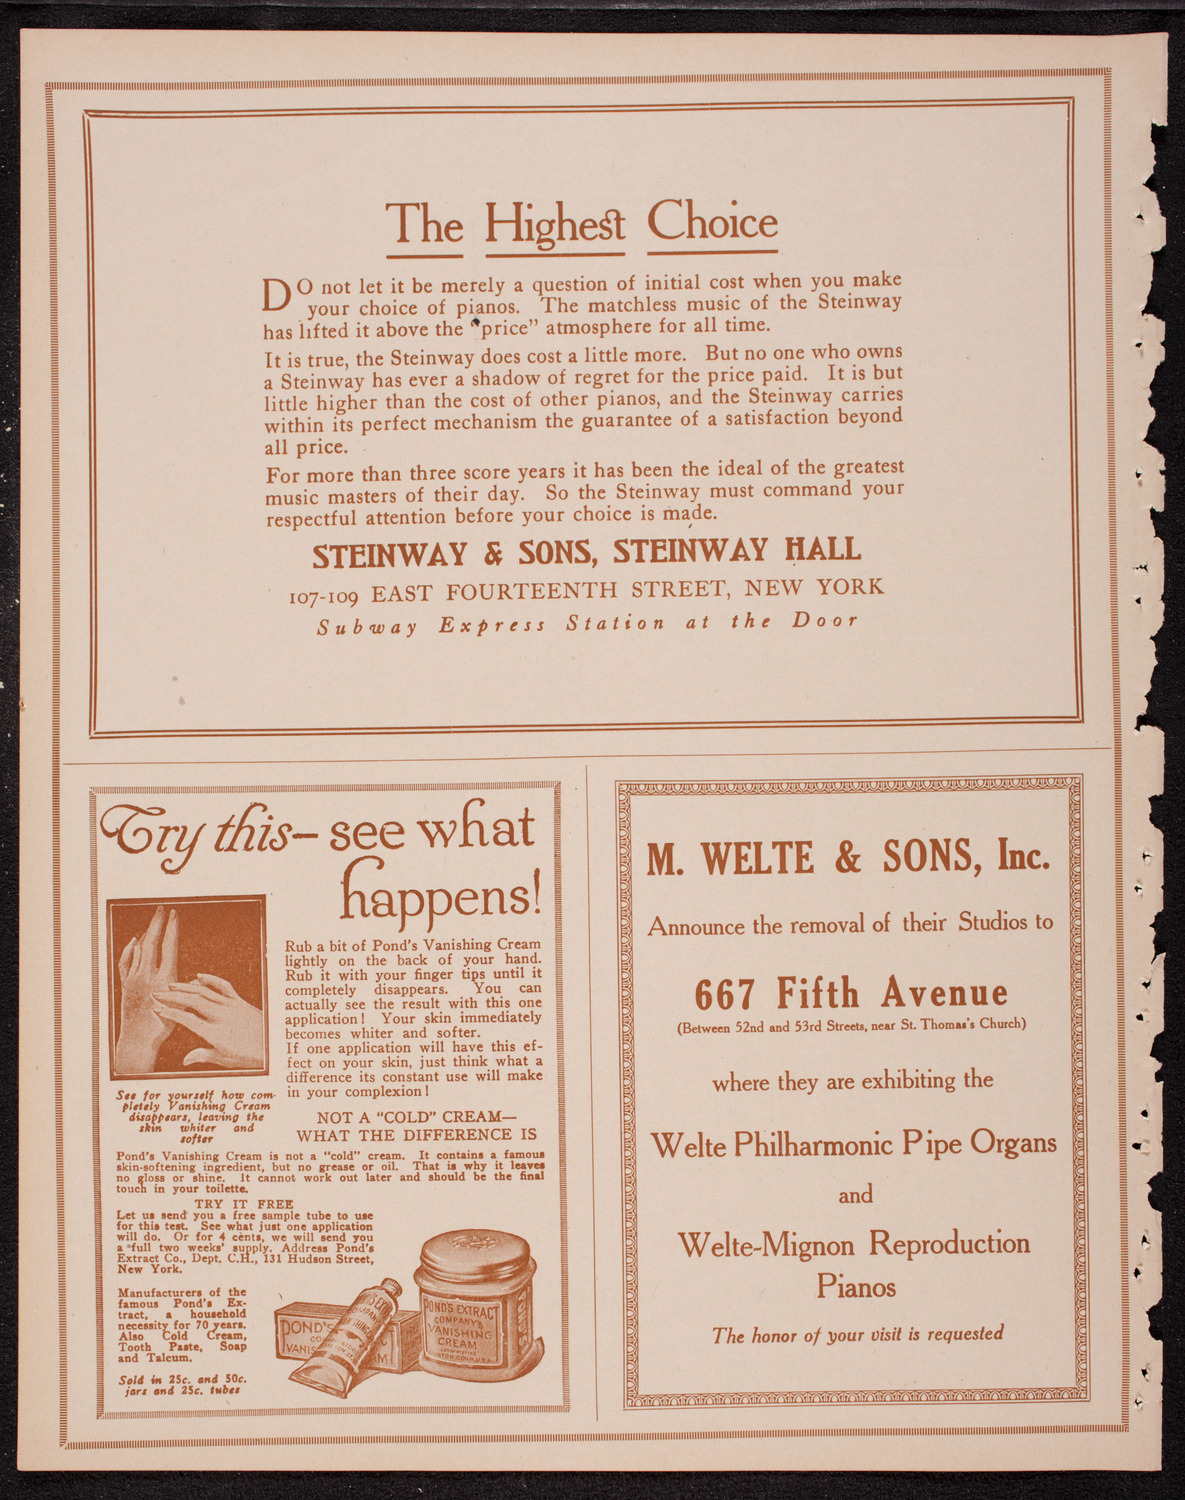 The Highest Choice
DO not let it be merely a question of initial cost when you make
your choice of pianos. The matchless music of the Steinway
has lifted it above the "price" atmosphere for all time.
It is true, the Steinway does cost a little more. But no one who owns
a Steinway has ever a shadow of regret for the price paid. It is but
little higher than the cost of other pianos, and the Steinway carries
within its perfect mechanism the guarantee of a satisfaction beyond
all price.
For more than three score years it has been the ideal of the greatest
music masters of their day. So the Steinway must command your
respectful attention before your choice is made.
STEINWAY & SONS, STEINWAY HALL
107-109 EAST FOURTEENTH STREET, NEW YORK
Subway Express Station at the Door
Try this—see what
happens!
Rub a bit of Pond's Vanishing Cream
lightly on the back of your hand.
Rub it with your finger tips until it
completely disappears. You can
actually see the result with this one
application! Your skin immediately
becomes whiter and softer.
If one application will have this ef-
fect on your skin, just think what a
difference its constant use will make
in your complexion!
See for yourself how com-
pletely Vanishing Cream
disappears, leaving the
skin whiter and
softer
NOT A "COLD" CREAM—
WHAT THE DIFFERENCE IS
Pond's Vanishing Cream is not a "cold" cream. It contains a famous
skin-softening ingredient, but no grease or oil. That is why it leaves
no gloss or shine. It cannot work out later and should be the final
touch in your toilette.
TRY IT FREE
Let us send you a free sample tube to use
for this test. See what just one application
will do. Or for 4 cents, we will send you
a full two weeks' supply. Address Pond's
Extract Co., Dept. C.H., 131 Hudson Street,
New York.
Manufacturers of the
famous Pond's Ex-
tract, a household
necessity for 70 years.
Also Cold Cream,
Tooth Paste, Soap
and Talcum.
Sold in 25c. and 50c.
jars and 25c. tubes
POND'S
VANIS
POND'S EXTRACT
COMPANY'S
VANISHING
CREAM
M. WELTE & SONS, Inc.
Announce the removal of their Studios to
667 Fifth Avenue
(Between 52nd and 53rd Streets, near St. Thomas's Church)
where they are exhibiting the
Welte Philharmonic Pipe Organs
and
Welte-Mignon Reproduction
Pianos
The honor of your visit is requested